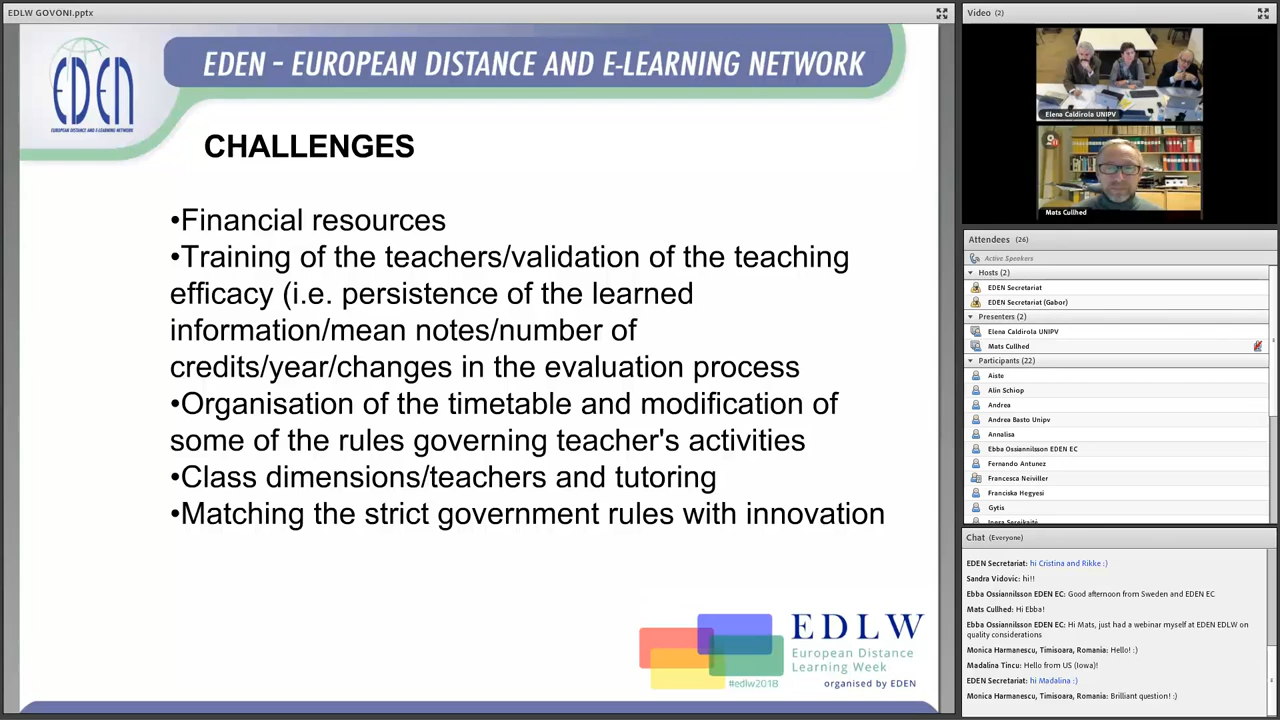 EDLW GOVONI.pptx
EDEN
EUROPEAN DISTANCE AND E-LEARNING NETWORK
EDEN – EUROPEAN DISTANCE AND E-LEARNING NETWORK
CHALLENGES
•Financial resources
•Training of the teachers/validation of the teaching
efficacy (i.e. persistence of the learned
information/mean notes/number of
credits/year/changes in the evaluation process
•Organisation of the timetable and modification of
some of the rules governing teacher's activities
•Class dimensions/teachers and tutoring
•Matching the strict government rules with innovation
EDLW
European Distance
Learning Week
#edlw2018
organised by EDEN
Video (2)
Elena Caldirola UNIPV
Mats Cullhed
Attendees (26)
Active Speakers
Hosts (2)
EDEN Secretariat
EDEN Secretariat (Gabor)
Presenters (2)
Elena Caldirola UNIPV
Mats Cullhed
Participants (22)
Aiste
Alin Schiop
Andrea
Andrea Basto Unipv
Annalisa
Ebba Ossiannilsson EDEN EC
Fernando Antunez
Francesca Neiviller
Franciska Hegyesi
Gytis
Chat (Everyone)
EDEN Secretariat: hi Cristina and Rikke :)
Sandra Vidovic: hi!!
Ebba Ossiannilsson EDEN EC: Good afternoon from Sweden and EDEN EC
Mats Cullhed: Hi Ebba!
Ebba Ossiannilsson EDEN EC: Hi Mats, just had a webinar myself at EDEN EDLW on
quality considerations
Monica Harmanescu, Timisoara, Romania: Hello! :)
Madalina Tincu: Hello from US (Iowa)!
EDEN Secretariat: hi Madalina :)
Monica Harmanescu, Timisoara, Romania: Brilliant question! :)